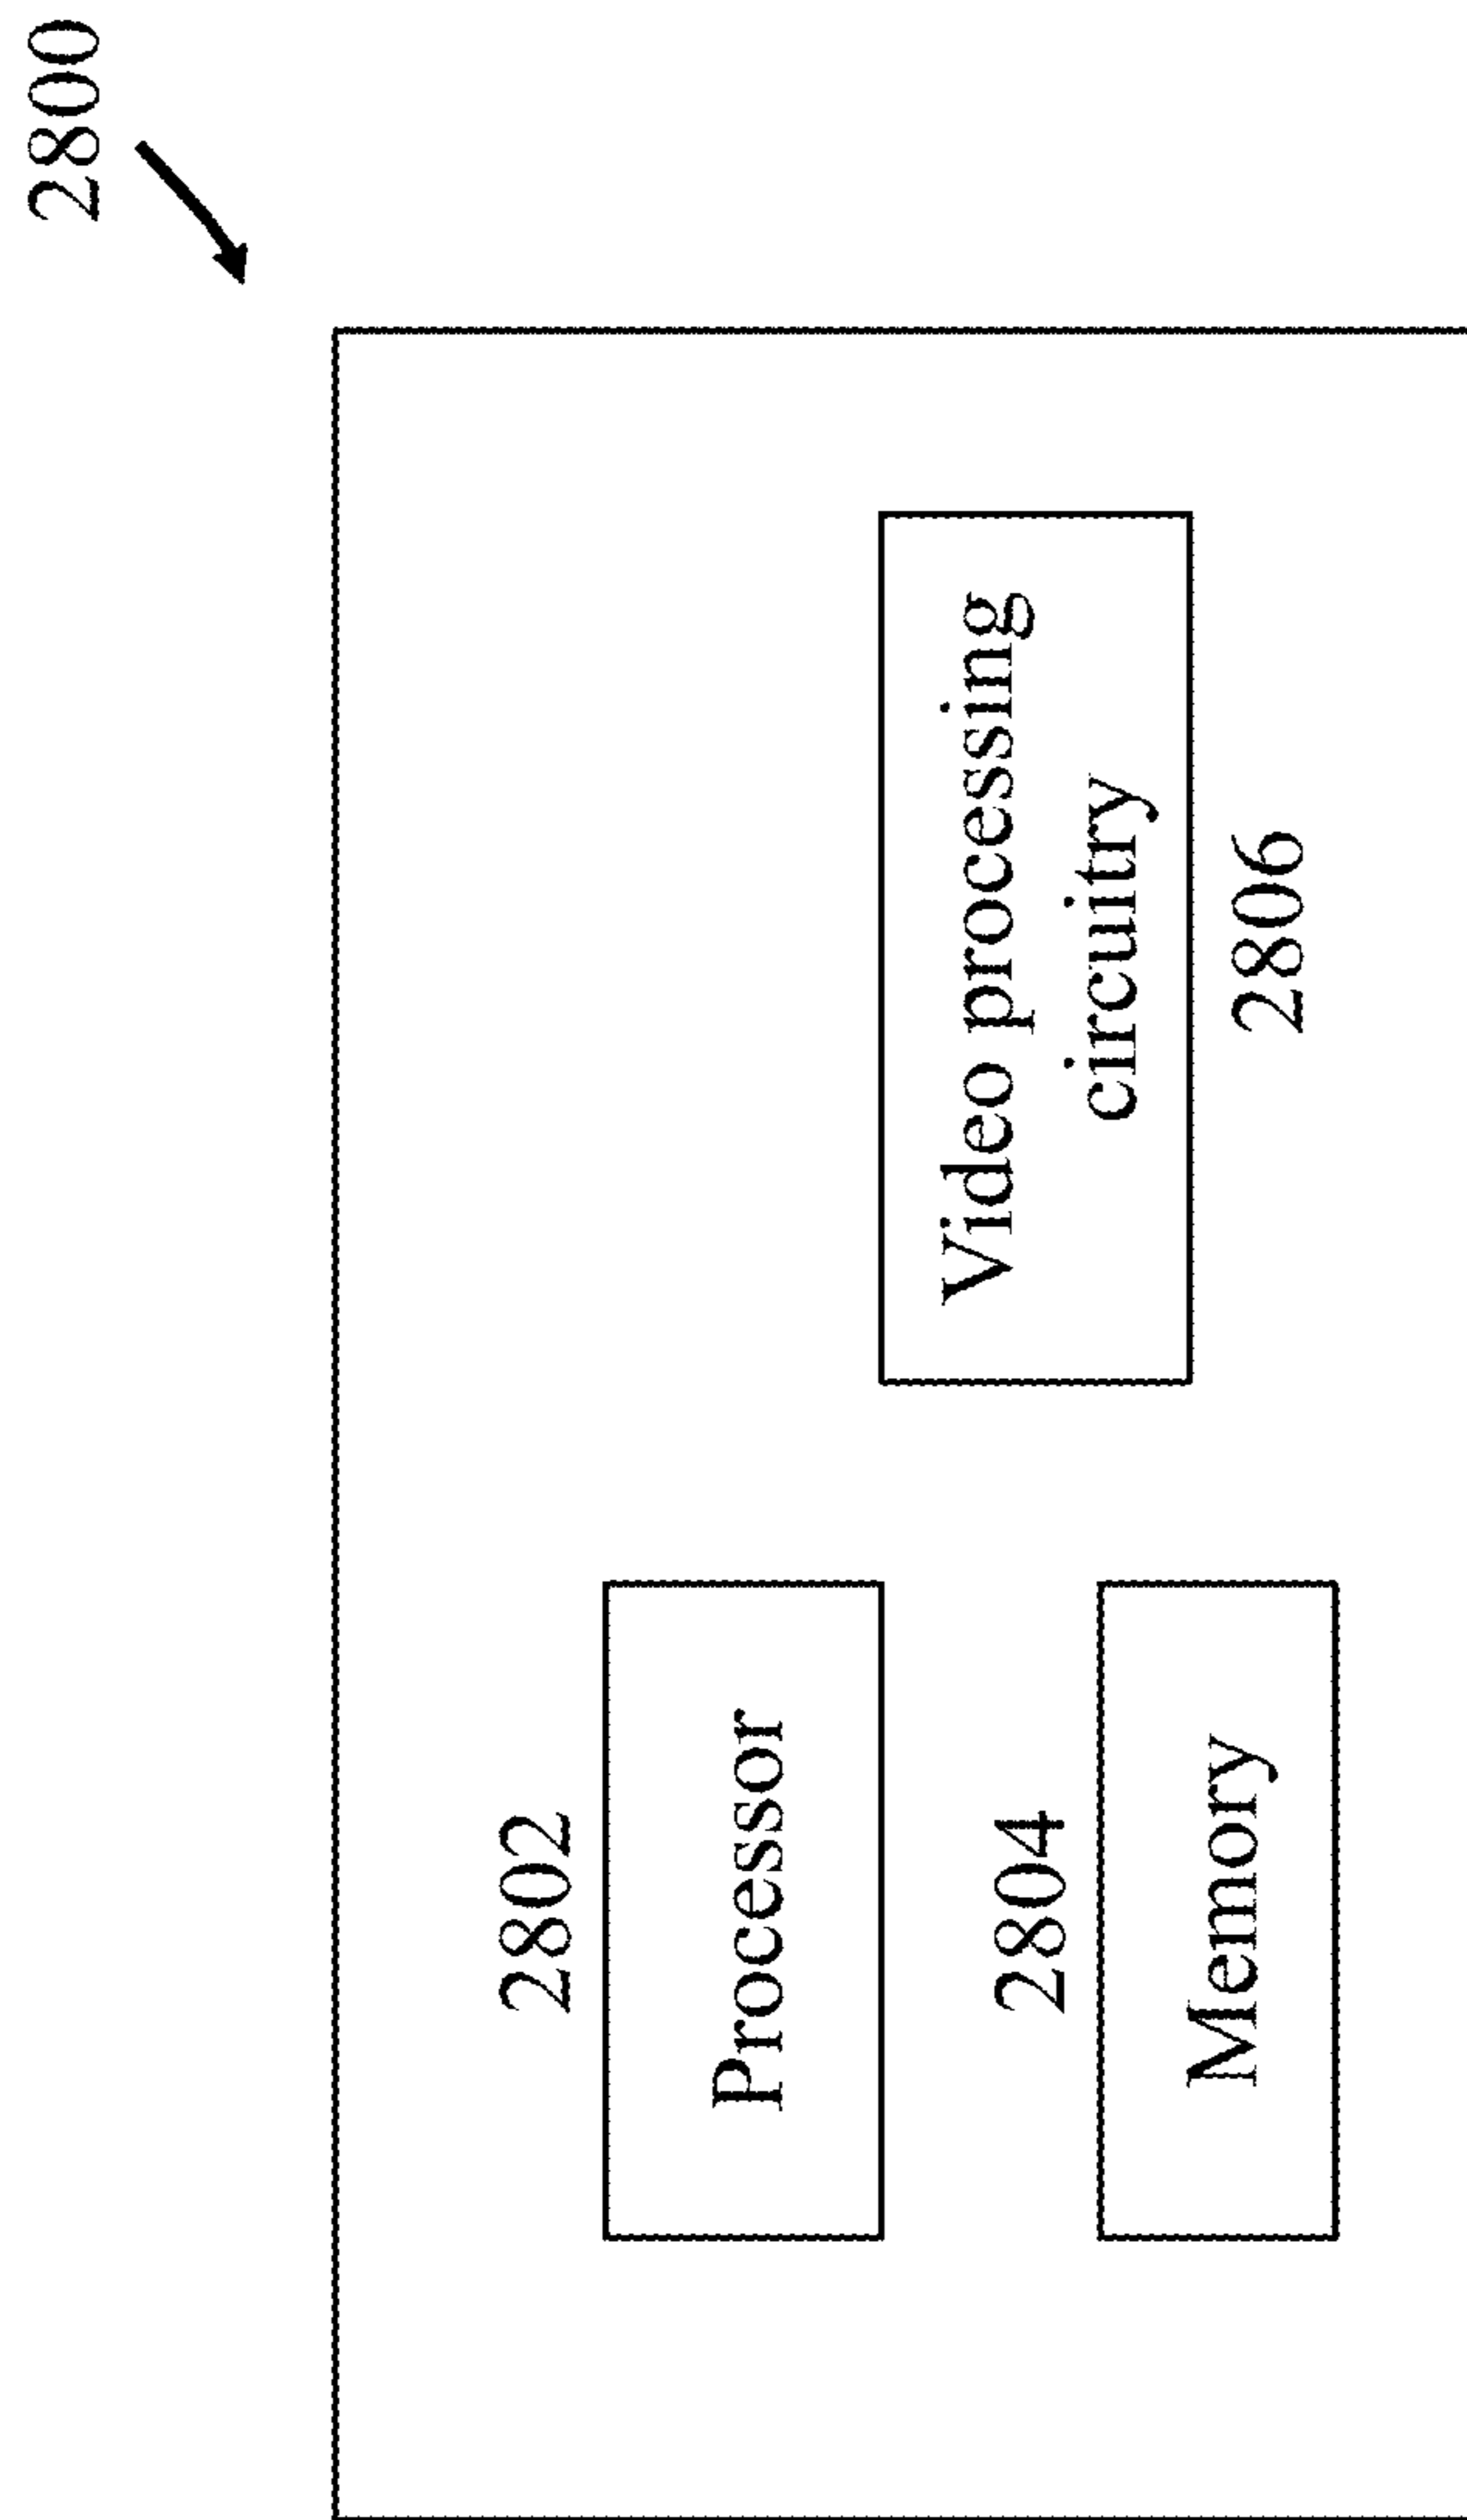 2800
2802
Processor
2804
Memory
Video processing
circuitry
2806